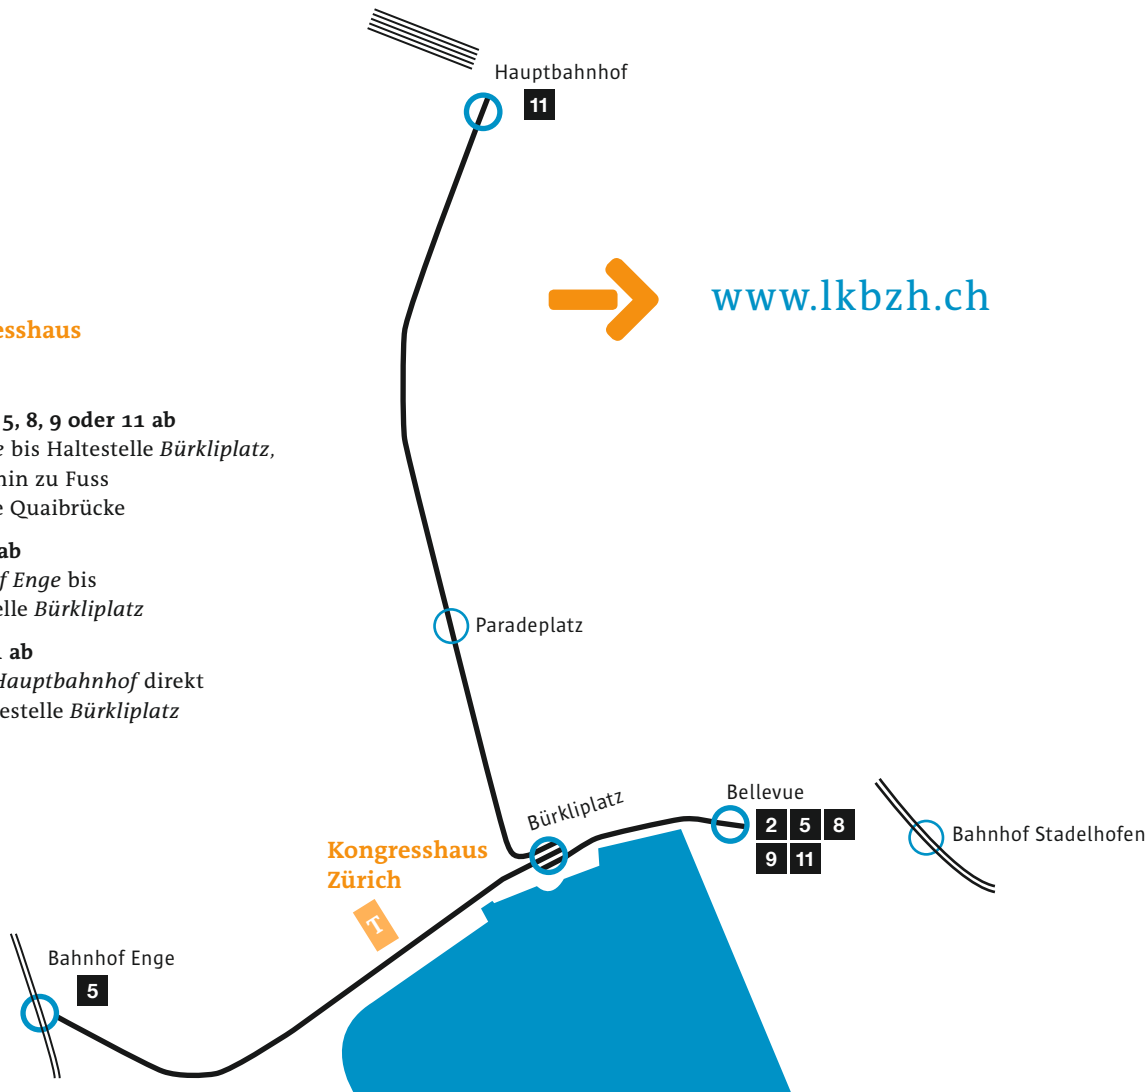 Hauptbahnhof
11
www.lkbzh.ch
esshaus
5, 8, 9 oder 11 ab
e bis Haltestelle Bürkliplatz,
hin zu Fuss
e Quaibrücke
ab
f Enge bis
elle Bürkliplatz
ab
Hauptbahnhof direkt
estelle Bürkliplatz
Paradeplatz
Bürkliplatz
Bellevue
2 5 8
9 11
Bahnhof Stadelhofen
Kongresshaus
Zürich
T
Bahnhof Enge
5